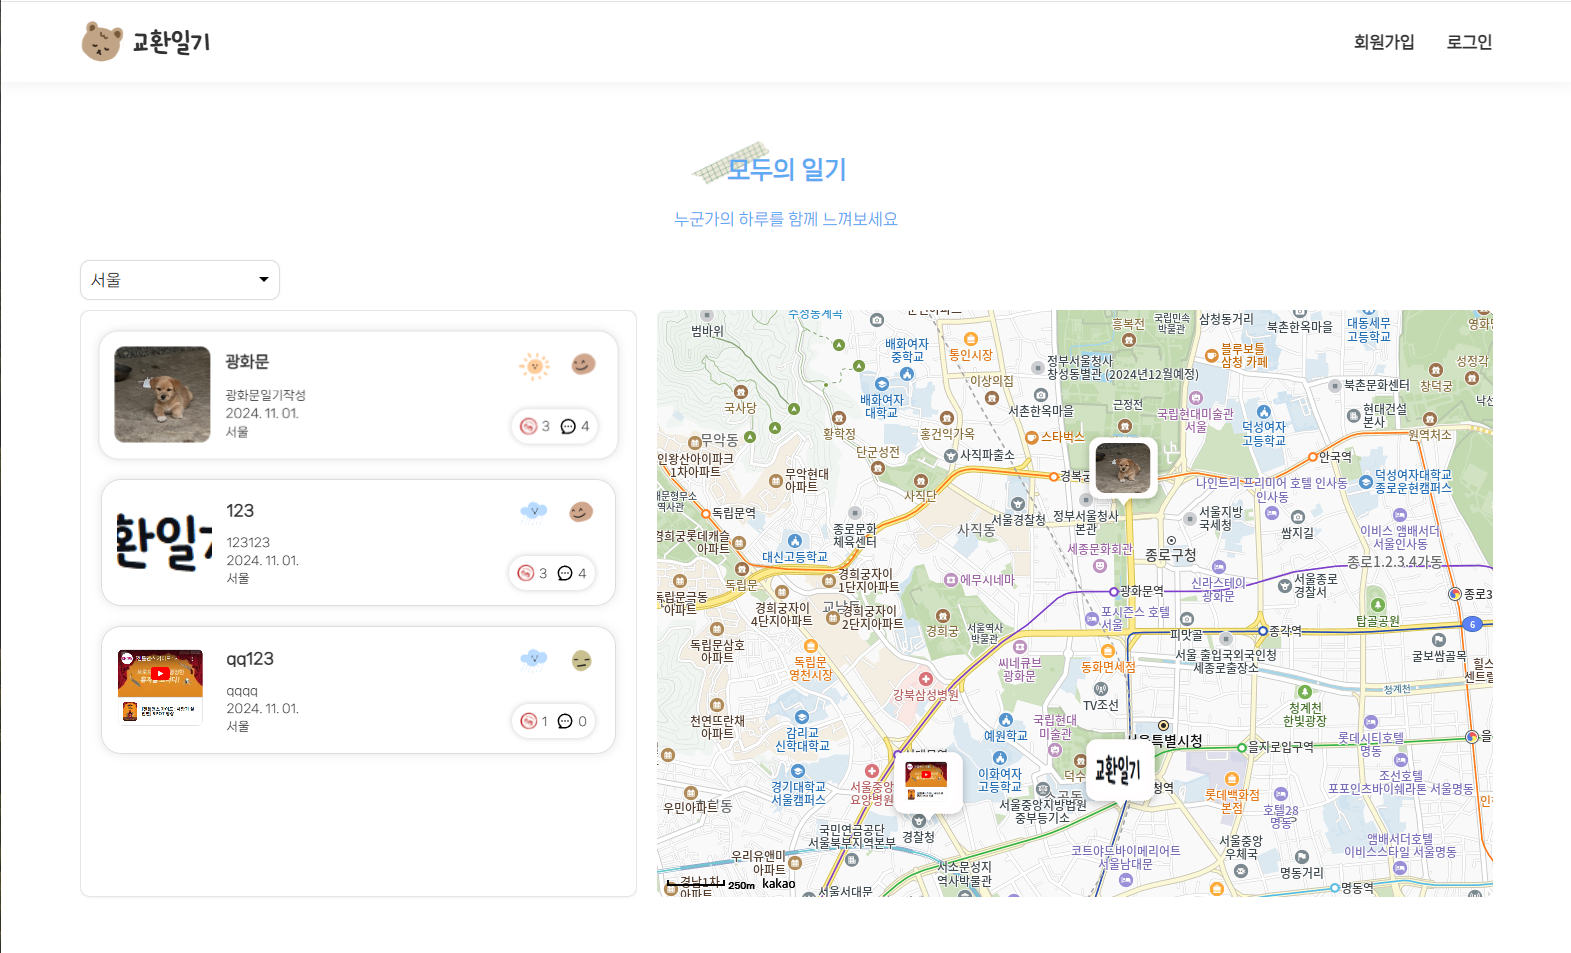 교환일기
회원가입
로그인
모두의 일기
누군가의 하루를 함께 느껴보세요
서울
광화문
광화문일기작성
2024. 11. 01.
서울
3
4
123
123123
2024. 11. 01.
서울
3
4
qq123
qqqq
2024. 11. 01.
서울
1
0
범바위
배화여자
중학교
통인시장
흥복전
국립민속
박물관
삼청동거리
북촌한옥마을
대동세무
고등학교
블루보틀
삼청 카페
성정각
정부서울청사
창성동별관 (2024년12월예정)
이상의집
북촌문화센터
창덕궁
국사당
배화여자
대학교
서촌한옥마을
근정전
국립현대미술관
서울
현대건설
본사
덕성여자
고등학교
원역처소
무악동
황학정
홍건익가옥
스타벅스
단군성전
사직파출소
안국역
인왕산아이파크
1차아파트
무악현대
아파트
덕성여자대학교
종로운현캠퍼스
나인트리 프리미어 호텔 인사동
인사동
사직단
독립문역
종로문화
체육센터
사직동
서울경찰청
정부서울청사
본관
서울지방
국세청
쌈지길
이비스 앰배서더
서울인사동
경희궁롯데캐슬
아파트
대신고등학교
세종문화회관
종로구청
종로1.2.3.4가동
독립문
경희궁자이
1단지아파트
에무시네마
신라스테이
광화문
서울종로
경찰서
광화문역
경희궁자이
4단지아파트
경희궁자이
2단지아파트
포시즌스 호텔
서울
탑골공원
경희궁
서울역사
박물관
피맛골
종각역
6
독립문삼호
아파트
독립문
영천시장
씨네큐브
광화문
동화면세점
서울 출입국외국인청
세종로출장소
굴보쌈골목
강북삼성병원
TV조선
청계천
천연뜨란채
아파트
감리교
신학대학교
예원학교
국립현대
미술관
청계천
한빛광장
을지로입구역
롯데시티호텔
명동
경기대학교
서울캠퍼스
서울중앙
요양병원
이화여자
고등학교
교환일기
조선호텔
포포인츠바이쉐라톤 서울명동
롯데백화점
본점
호텔28
명동
서울중앙지방법원
중부등기소
국민연금공단
서울북부지역본부
경찰청
서울중앙
우체국
앰배서더호텔
이비스스타일 서울명동
우리유앤미
아파트
서소문성지
역사박물관
코트야드바이메리어트
서울남대문
명동거리
경남1차
아파트
250m
kakao
서울서대문
명동역